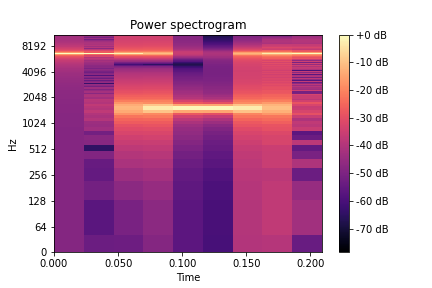 Power spectrogram
8192
4096
2048
1024
512
256
128
64
0
Hz
0.000 0.050 0.100 0.150 0.200
Time
+0 dB
-10 dB
-20 dB
-30 dB
-40 dB
-50 dB
-60 dB
-70 dB